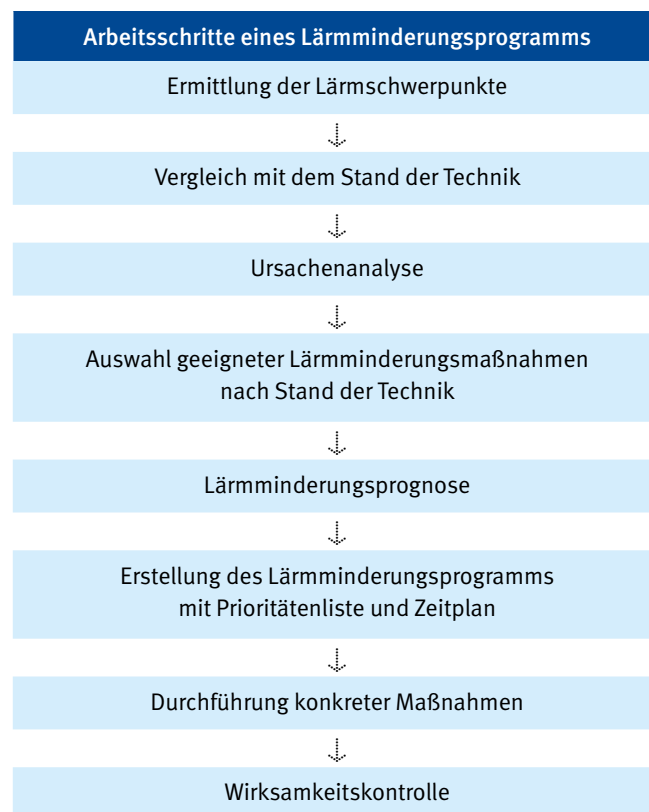 Arbeitsschritte eines Lärmminderungsprogramms
Ermittlung der Lärmschwerpunkte
Vergleich mit dem Stand der Technik
Ursachenanalyse
Auswahl geeigneter Lärmminderungsmaßnahmen
nach Stand der Technik
Lärmminderungsprognose
Erstellung des Lärmminderungsprogramms
mit Prioritätenliste und Zeitplan
Durchführung konkreter Maßnahmen
Wirksamkeitskontrolle